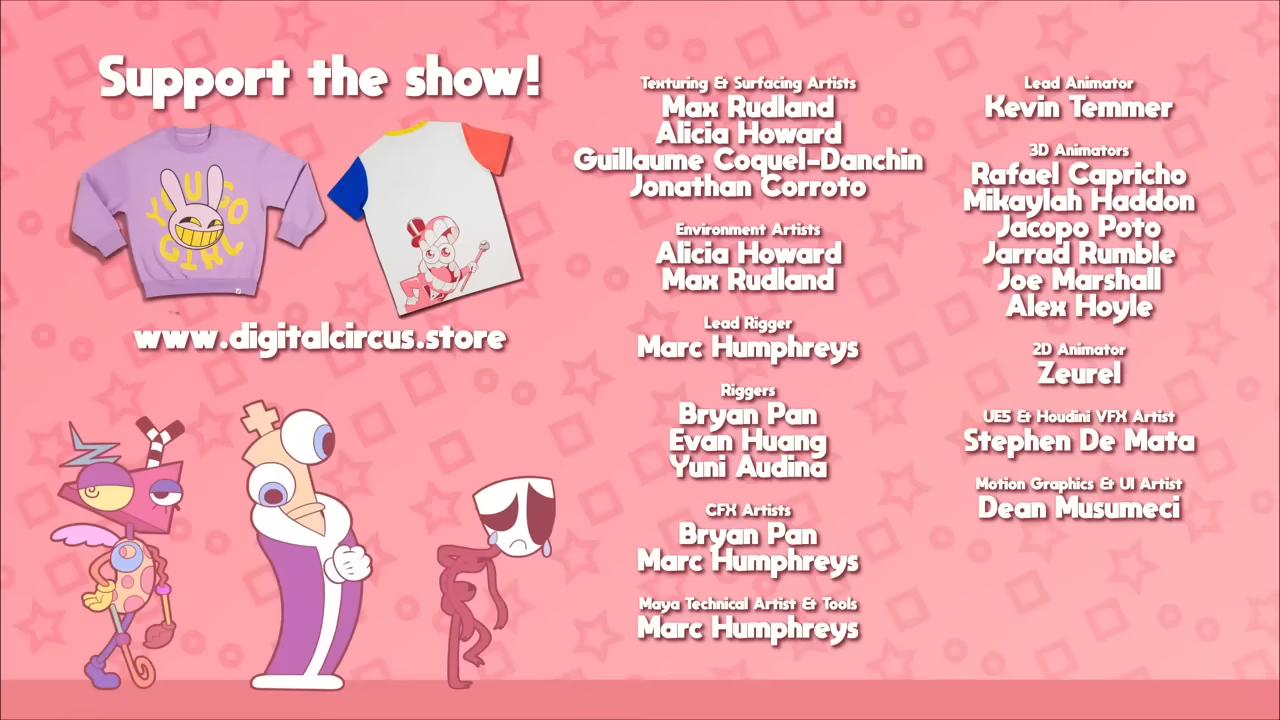 Support the show!
YOU GO
GIRL
www.digitalcircus.store
Texturing & Surfacing Artists
Max Rudland
Alicia Howard
Guillaume Coquel-Danchin
Jonathan Corroto
Environment Artists
Alicia Howard
Max Rudland
Lead Rigger
Marc Humphreys
Riggers
Bryan Pan
Evan Huang
Yuni Audina
CFX Artists
Bryan Pan
Marc Humphreys
Maya Technical Artist & Tools
Marc Humphreys
Lead Animator
Kevin Temmer
3D Animators
Rafael Capricho
Mikaylah Haddon
Jacopo Poto
Jarrad Rumble
Joe Marshall
Alex Hoyle
2D Animator
Zeurel
UE5 & Houdini VFX Artist
Stephen De Mata
Motion Graphics & UI Artist
Dean Musumeci